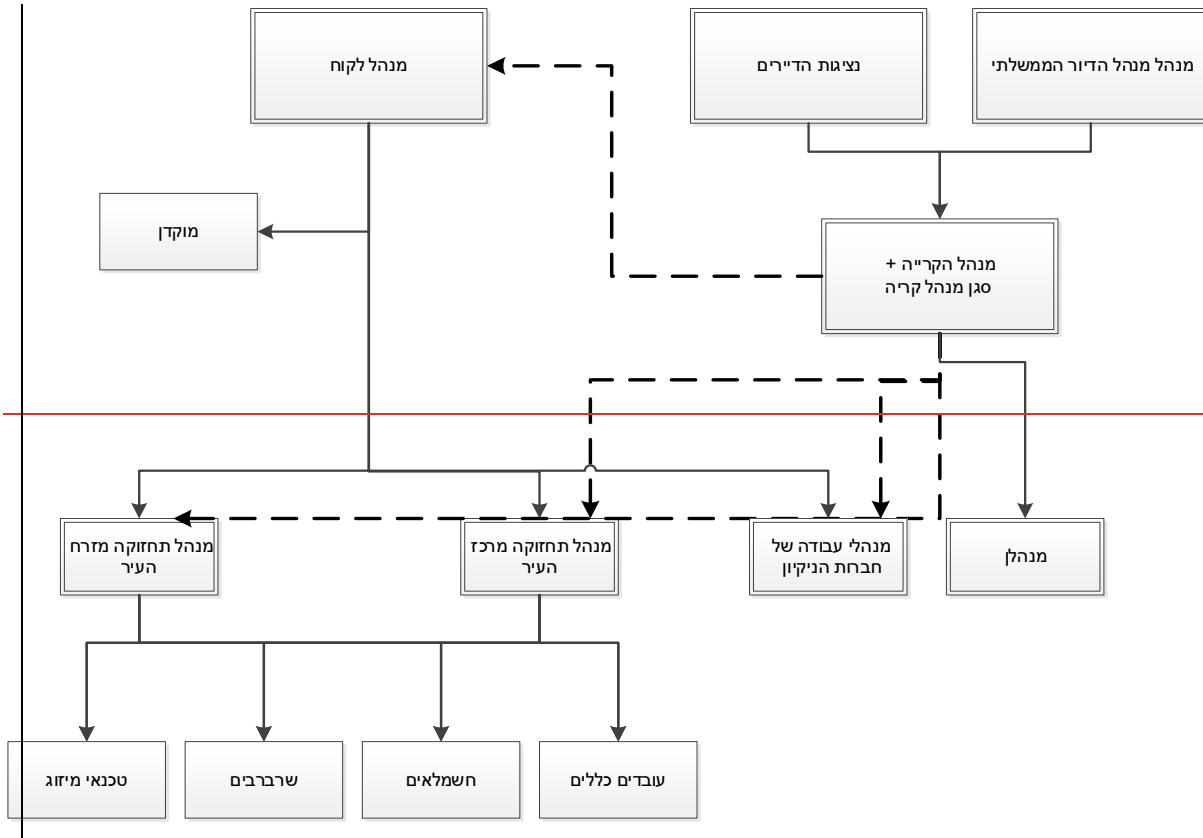 מנהל מנהל הדיור הממשלתי
נציגות הדיירים
מנהל לקוח
מוקדן
מנהל הקרייה +
סגן מנהל קריה
מנהלן
מנהלי עבודה של
חברות הניקיון
מנהל תחזוקה מרכז
העיר
מנהל תחזוקה מזרח
העיר
עובדים כללים
חשמלאים
שרברבים
טכנאי מיזוג